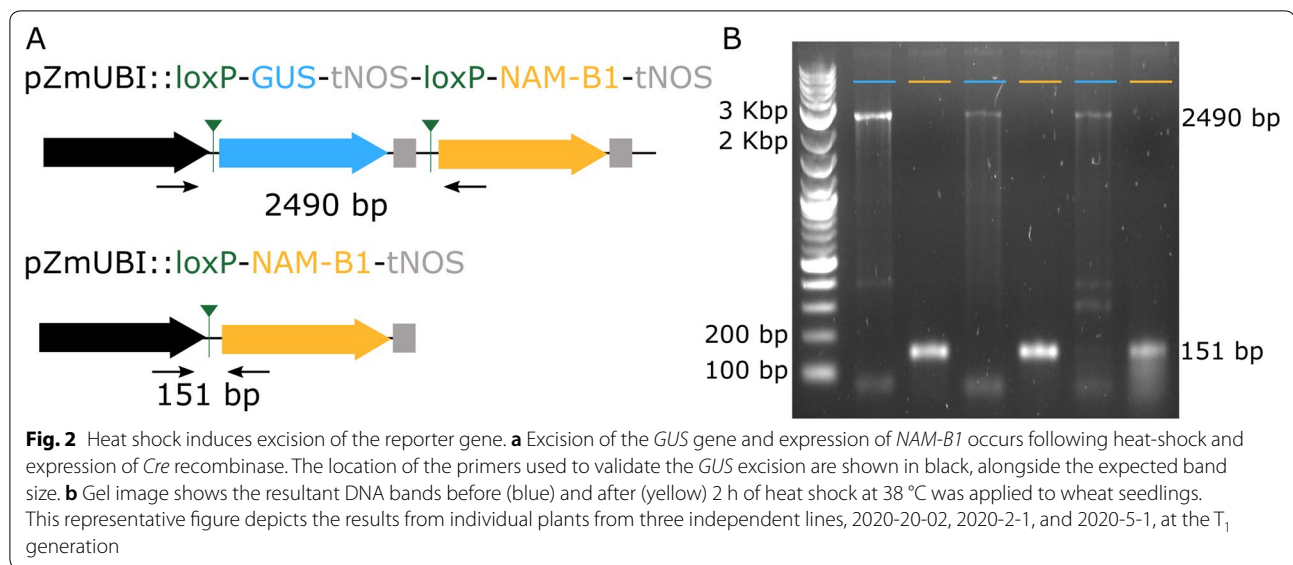 A
pZmUBI::loxP-GUS-tNOS-loxP-NAM-B1-tNOS
2490 bp
pZmUBI::loxP-NAM-B1-tNOS
151 bp
B
3 Kbp
2 Kbp
200 bp
100 bp
2490 bp
151 bp
Fig. 2 Heat shock induces excision of the reporter gene. a Excision of the GUS gene and expression of NAM-B1 occurs following heat-shock and
expression of Cre recombinase. The location of the primers used to validate the GUS excision are shown in black, alongside the expected band
size. b Gel image shows the resultant DNA bands before (blue) and after (yellow) 2 h of heat shock at 38 °C was applied to wheat seedlings.
This representative figure depicts the results from individual plants from three independent lines, 2020-20-02, 2020-2-1, and 2020-5-1, at the T1
generation